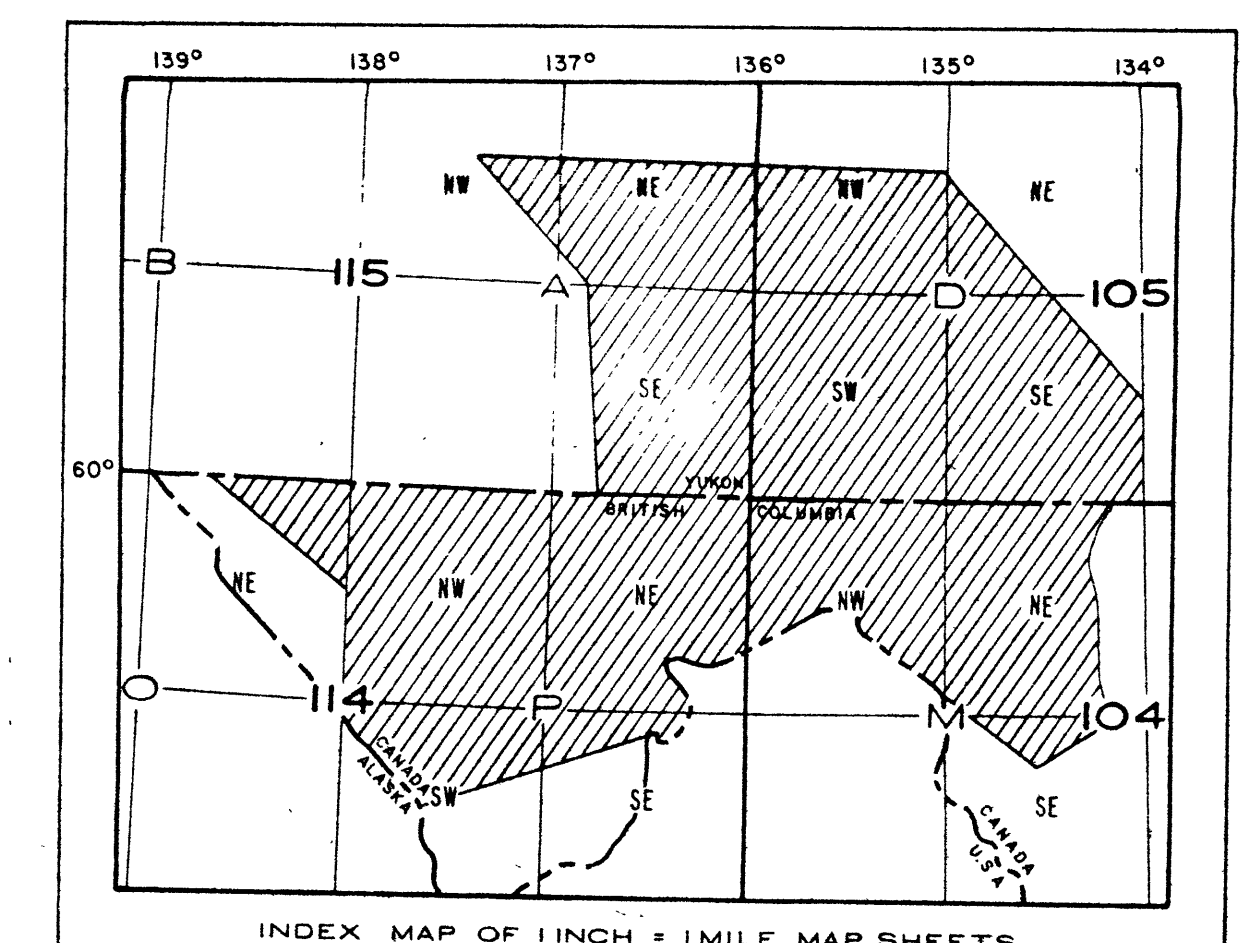 139° 138° 137° 136° 135° 134°
NW NE NW NE
B 115 A D 105
SE SW SE
60°
YUKON
BRITISH COLUMBIA
NE NW NE NW NE
O 114 P M 104
CANADA
ALASKA
SW SE SE
CANADA
U.S.A
INDEX MAP OF 1 INCH = 1 MILE MAP SHEETS